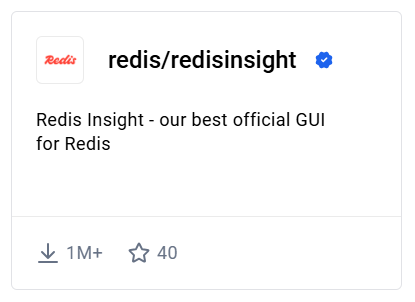 Redis
redis/redisinsight
Redis Insight - our best official GUI
for Redis
1M+
40